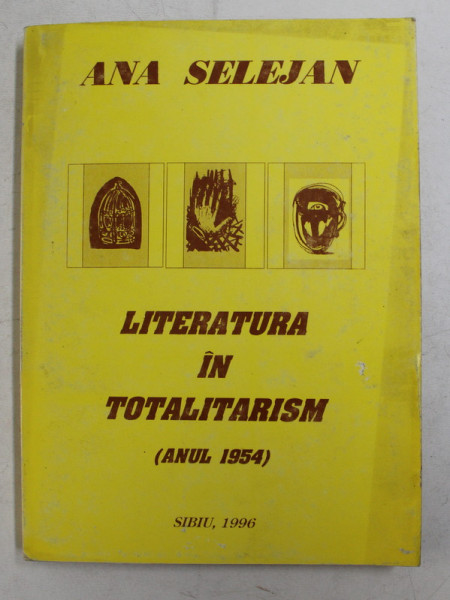 ANA SELEJAN
LITERATURA
ÎN
TOTALITARISM
(ANUL 1954)
SIBIU, 1996